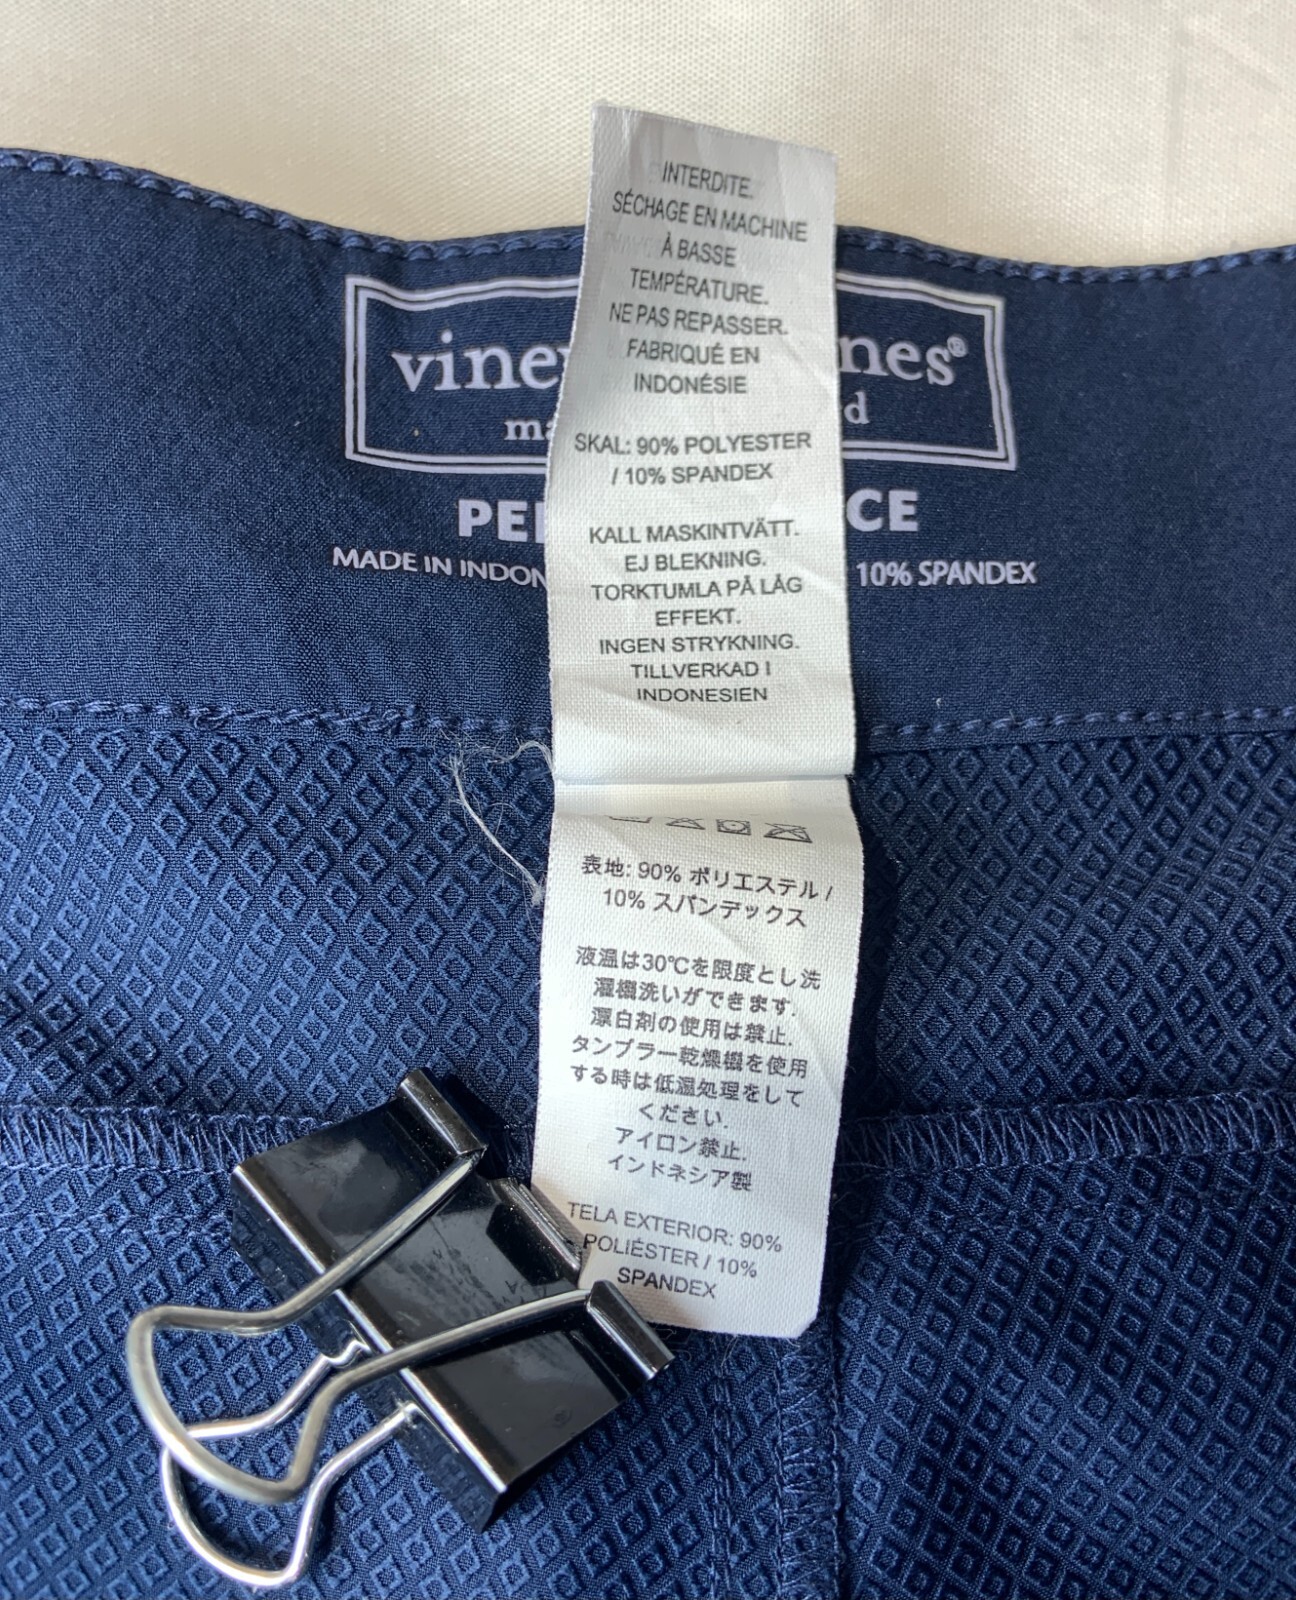 INTERDITE.
SÉCHAGE EN MACHINE
À BASSE
TEMPÉRATURE.
NE PAS REPASSER.
FABRIQUÉ EN
INDONÉSIE
SKAL: 90% POLYESTER
/ 10% SPANDEX
KALL MASKINTVÄTT.
EJ BLEKNING.
TORKTUMLA PÅ LÅG
EFFEKT.
INGEN STRYKNING.
TILLVERKAD I
INDONESIEN
表地: 90% ポリエステル /
10% スパンデックス
液温は30℃を限度とし洗
濯機洗いができます.
漂白剤の使用は禁止.
タンブラー乾燥機を使用
する時は低温処理をして
ください.
アイロン禁止.
インドネシア製
TELA EXTERIOR: 90%
POLIÉSTER / 10%
SPANDEX
MADE IN 10% SPANDEX